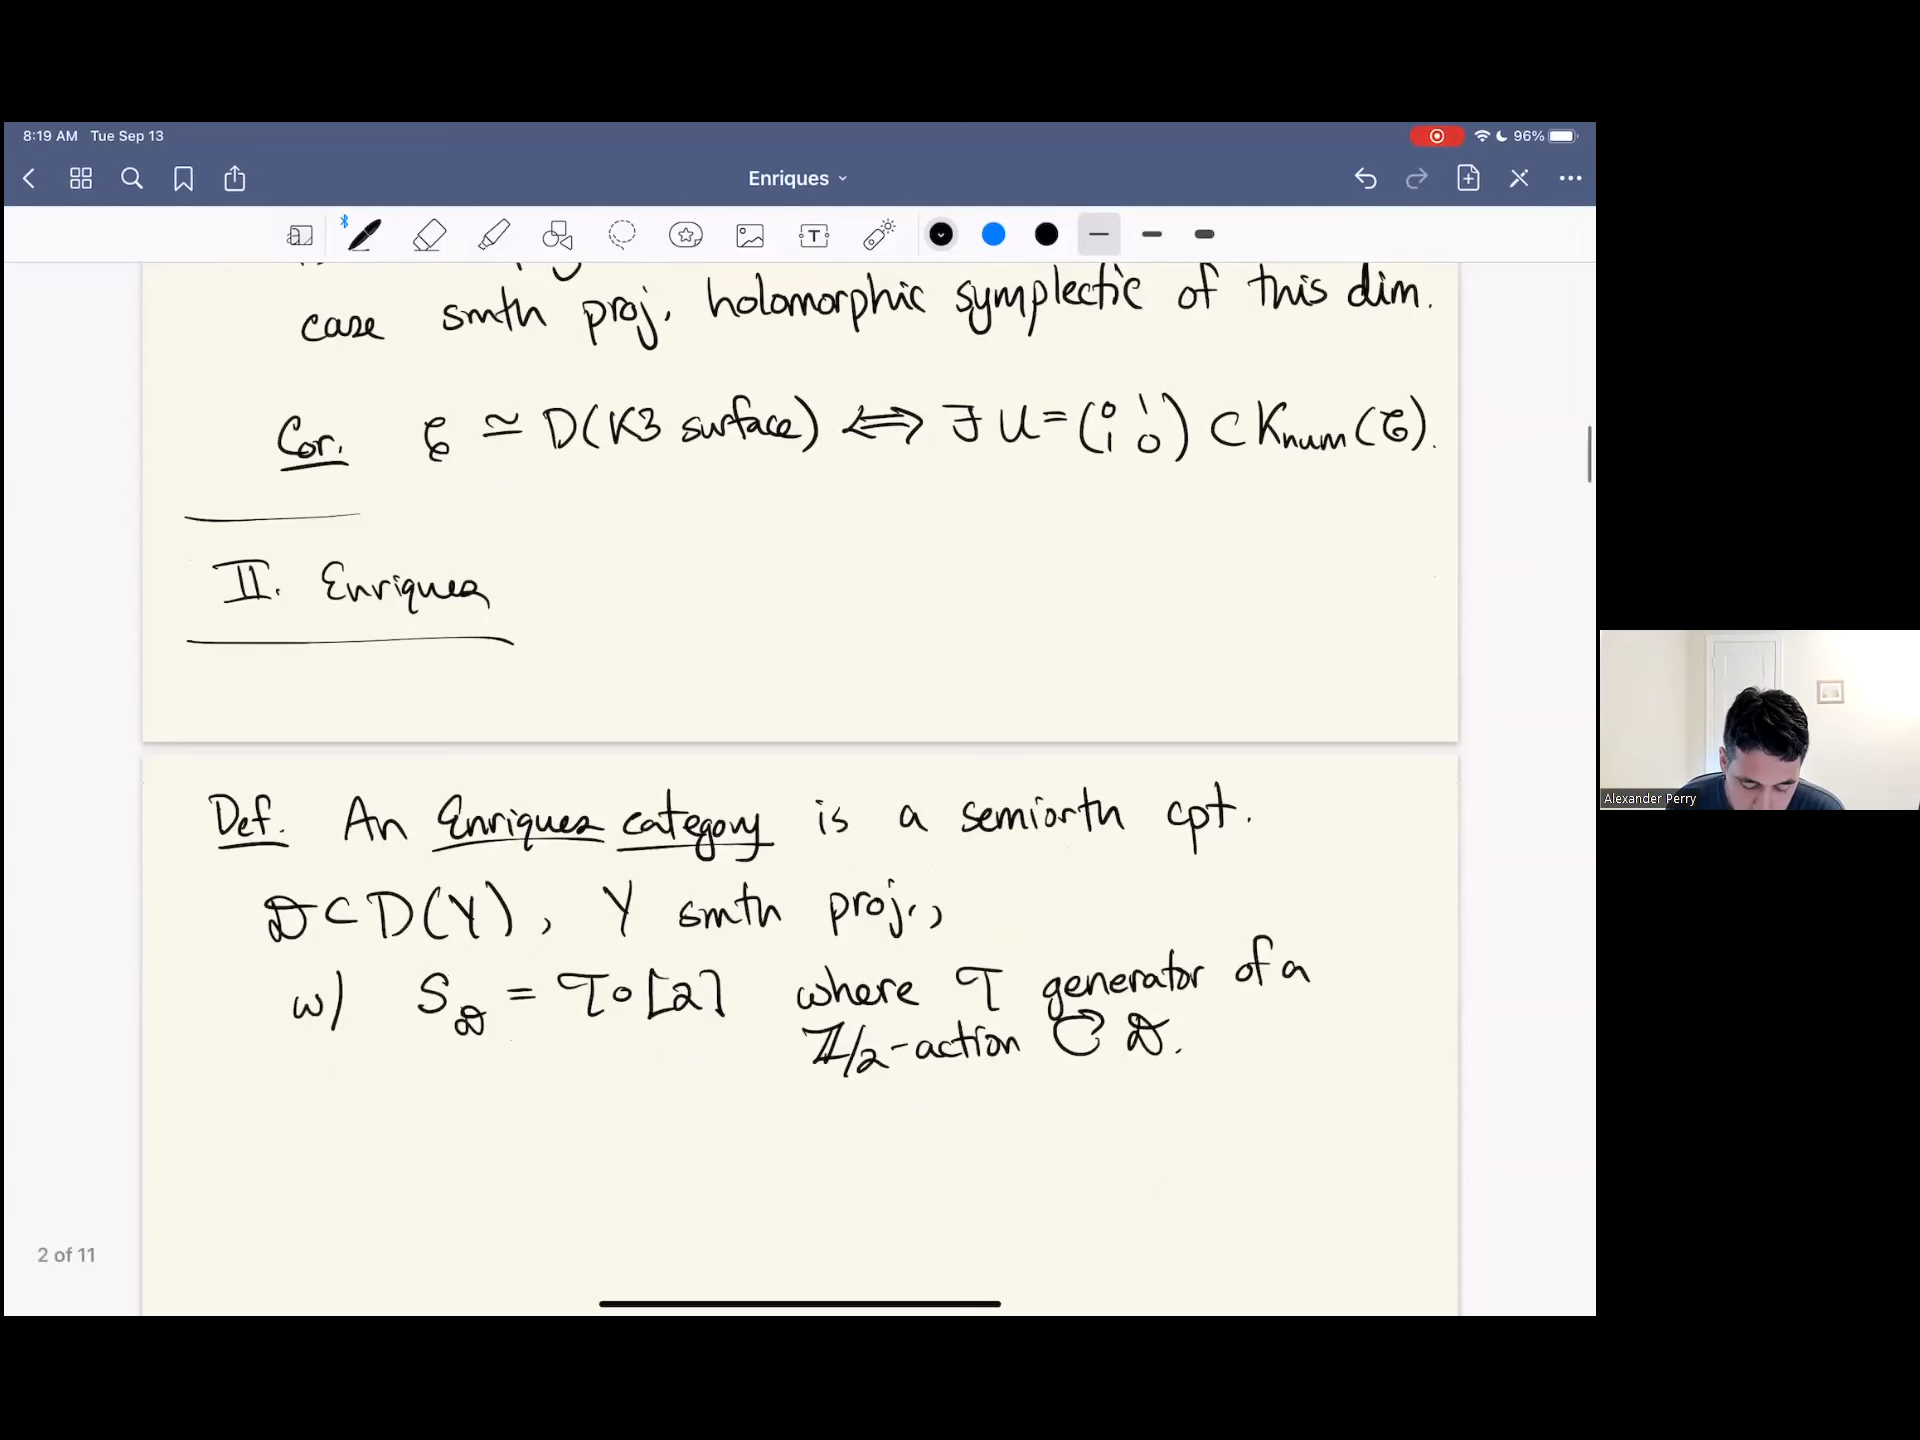 8:19 AM Tue Sep 13
96%
Enriques
case smth proj. holomorphic symplectic of this dim.
Cor. 𝒞 ≃ D(K3 surface) ⟺ ∃ U = (0 1 1 0) ⊂ Knum(𝒞).
II. Enriques
Def. An Enriques category is a semiorth cpt.
𝒟 ⊂ D(Y), Y smth proj.,
w/ S_𝒟 = τ∘[2] where τ generator of a
ℤ/2-action ↻ 𝒟.
2 of 11
Alexander Perry